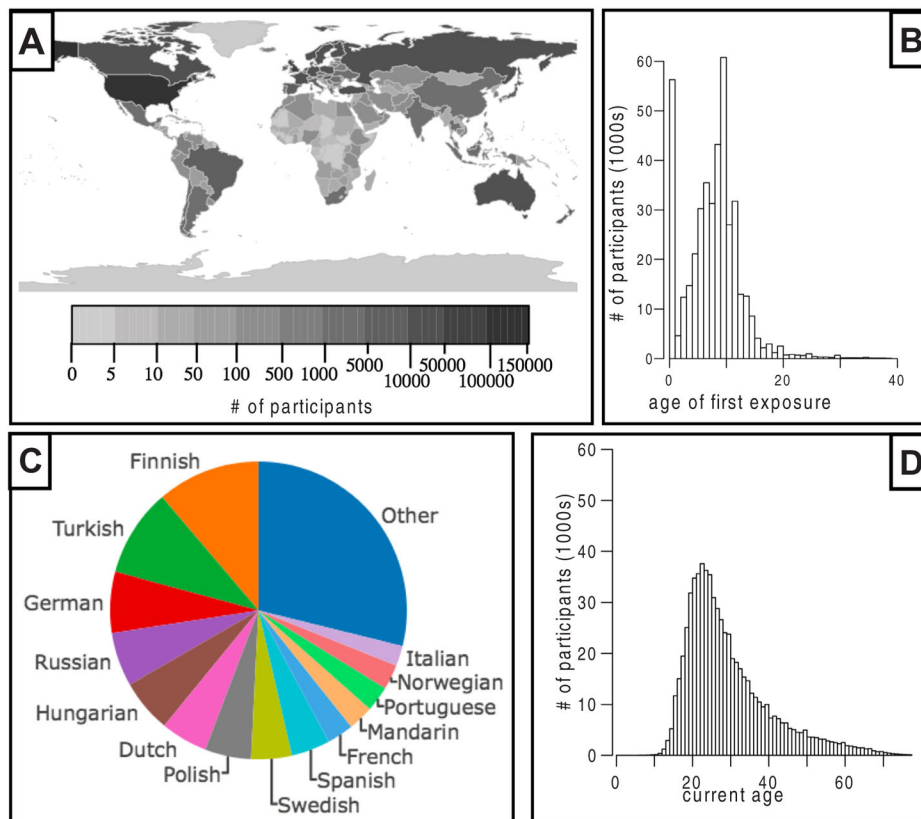 A
0 5 10 50 100 500 1000 5000 10000 50000 100000 150000
# of participants
B
# of participants (1000s)
60
50
40
30
20
10
0
0 20 40
age of first exposure
C
Finnish
Other
Turkish
German
Russian
Hungarian
Dutch
Polish
Swedish
Spanish
French
Mandarin
Portuguese
Norwegian
Italian
D
# of participants (1000s)
60
50
40
30
20
10
0
0 20 40 60
current age